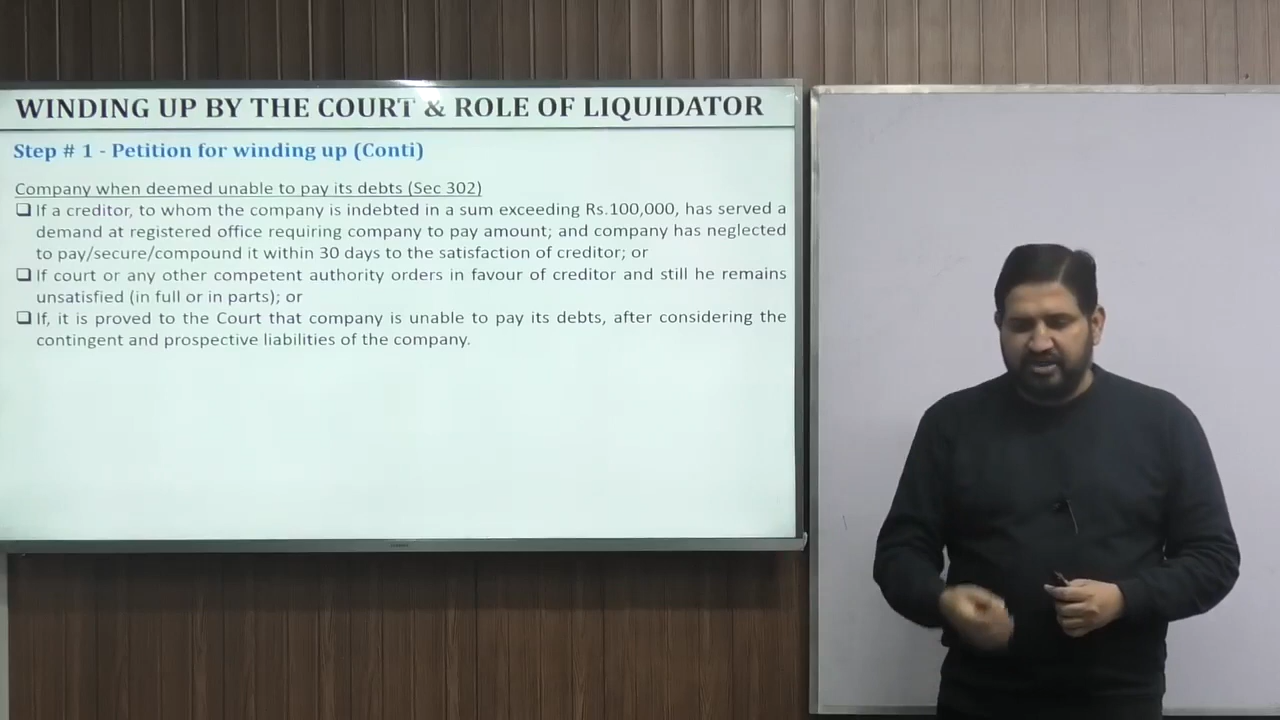 WINDING UP BY THE COURT & ROLE OF LIQUIDATOR
Step # 1 - Petition for winding up (Conti)
Company when deemed unable to pay its debts (Sec 302)
❑ If a creditor, to whom the company is indebted in a sum exceeding Rs.100,000, has served a
demand at registered office requiring company to pay amount; and company has neglected
to pay/secure/compound it within 30 days to the satisfaction of creditor; or
❑ If court or any other competent authority orders in favour of creditor and still he remains
unsatisfied (in full or in parts); or
❑ If, it is proved to the Court that company is unable to pay its debts, after considering the
contingent and prospective liabilities of the company.